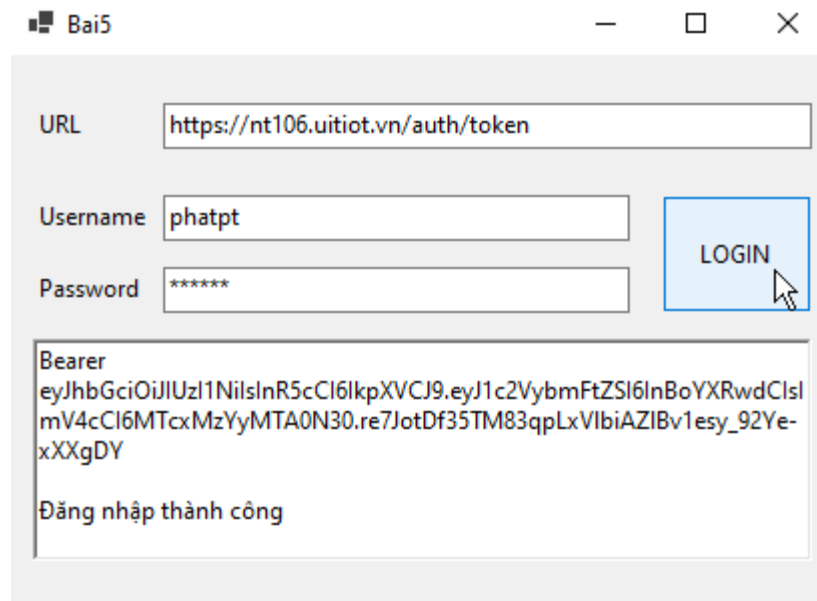 Bai5
URL
https://nt106.uitiot.vn/auth/token
Username
phatpt
LOGIN
Password
******
Bearer
eyJhbGciOiJIUzI1NiIsInR5cCI6IkpXVCJ9.eyJ1c2VybmFtZSI6InBoYXRwdCIsI
mV4cCI6MTcxMzYyMTA0N30.re7JotDf35TM83qpLxVIbiAZIBv1esy_92Ye-
xXXgDY
Đăng nhập thành công